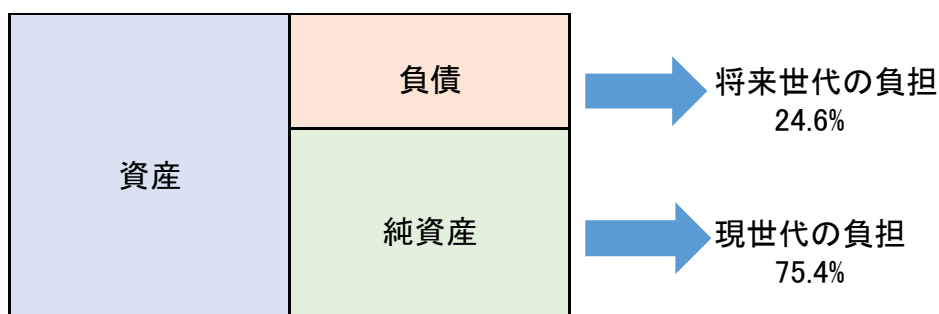 資産
負債
将来世代の負担
24.6%
純資産
現世代の負担
75.4%